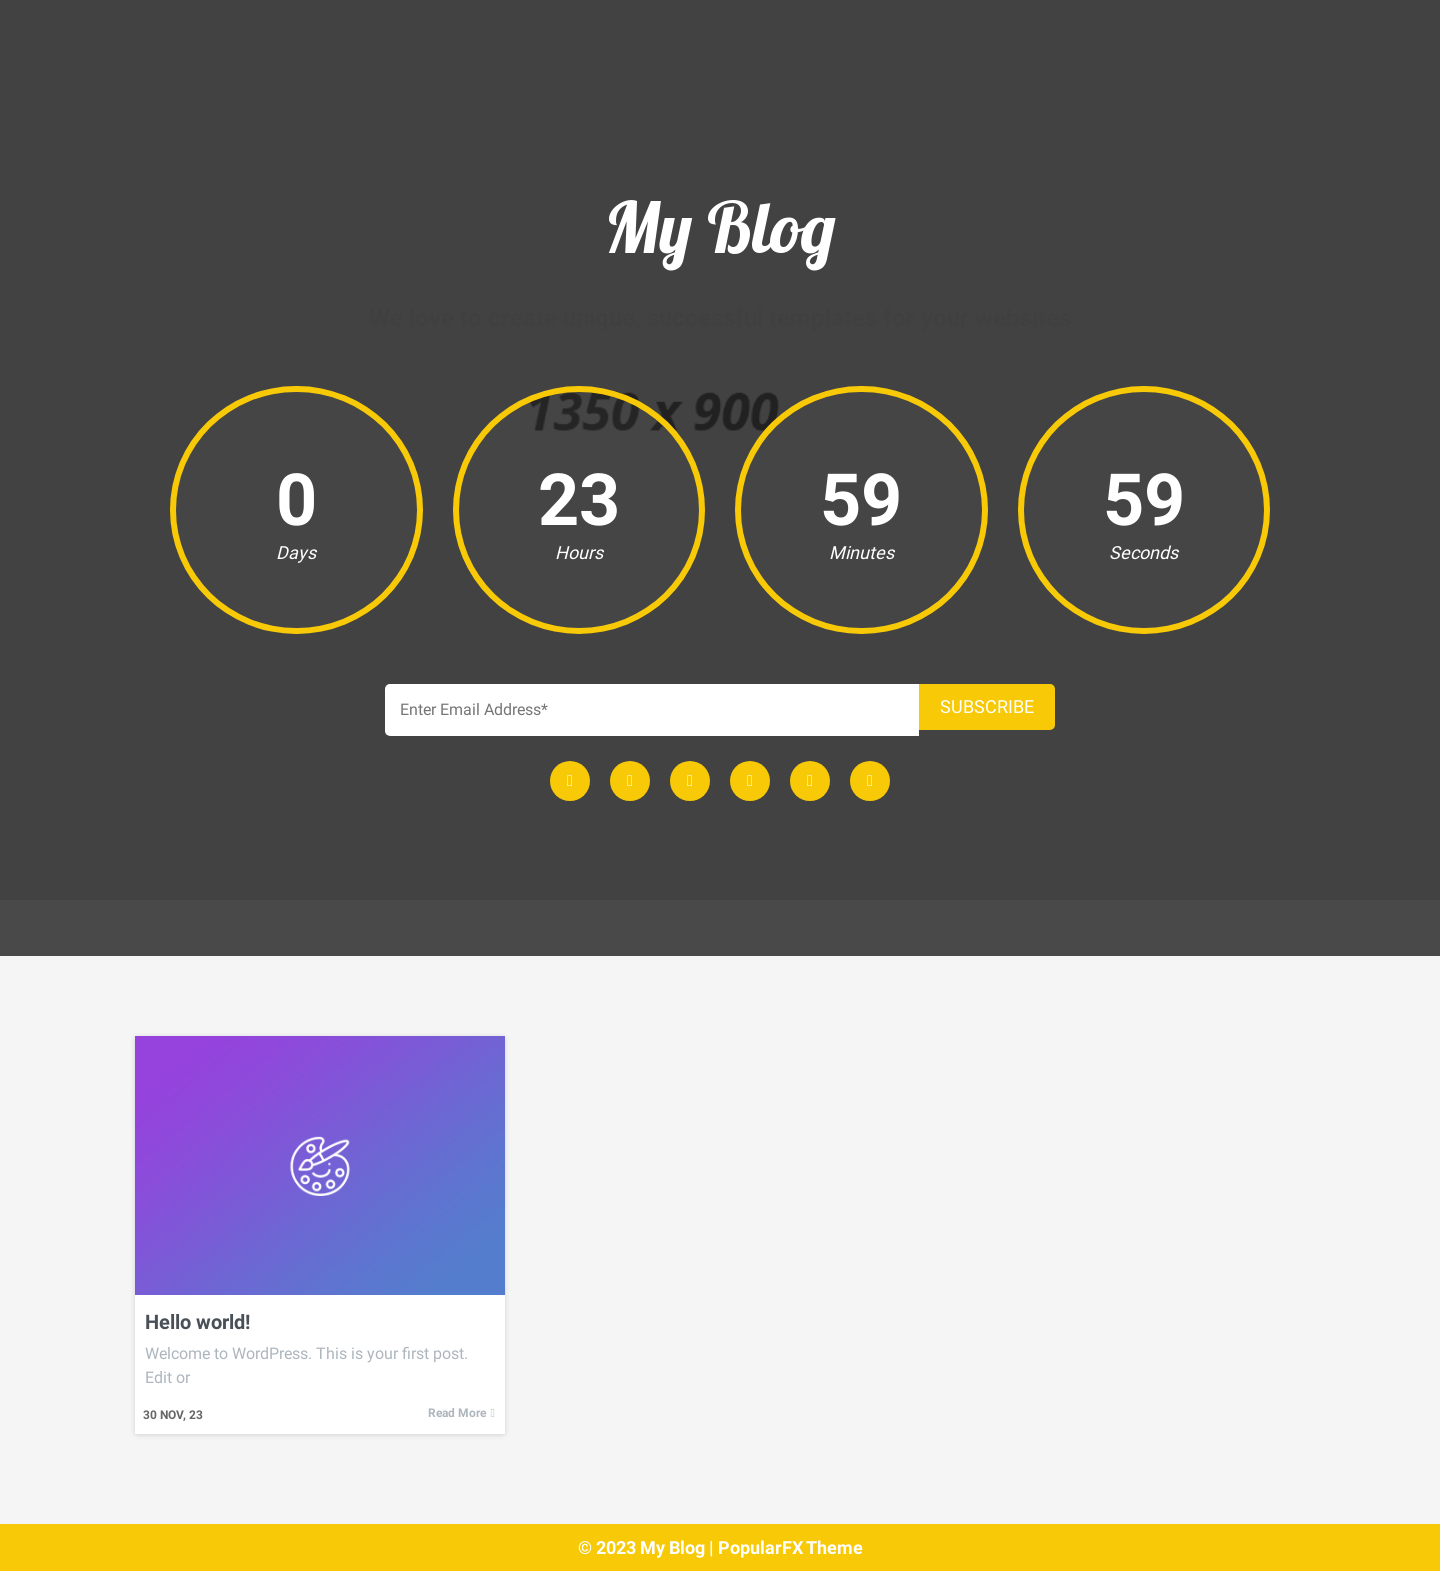 My Blog
We love to create unique, successful templates for your websites
1350 x 900
0
Days
23
Hours
59
Minutes
59
Seconds
Enter Email Address*
SUBSCRIBE
Hello world!
Welcome to WordPress. This is your first post.
Edit or
30 NOV, 23
Read More
© 2023 My Blog | PopularFX Theme